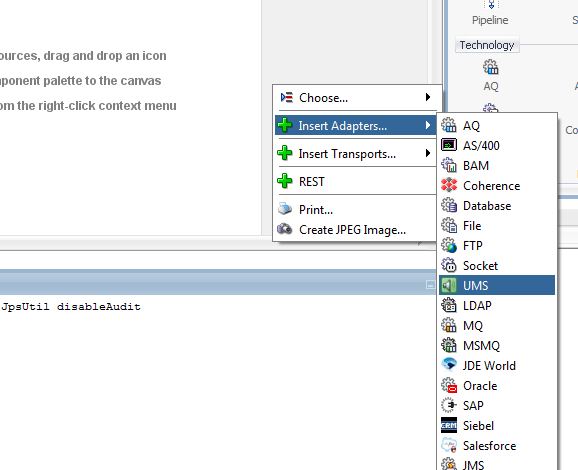 Pipeline
Technology
AQ
Co
ources, drag and drop an icon
ponent palette to the canvas
om the right-click context menu
Choose...
Insert Adapters...
Insert Transports...
REST
Print...
Create JPEG Image...
AQ
AS/400
BAM
Coherence
Database
File
FTP
Socket
UMS
LDAP
MQ
MSMQ
JDE World
Oracle
SAP
Siebel
Salesforce
JMS
JpsUtil disableAudit